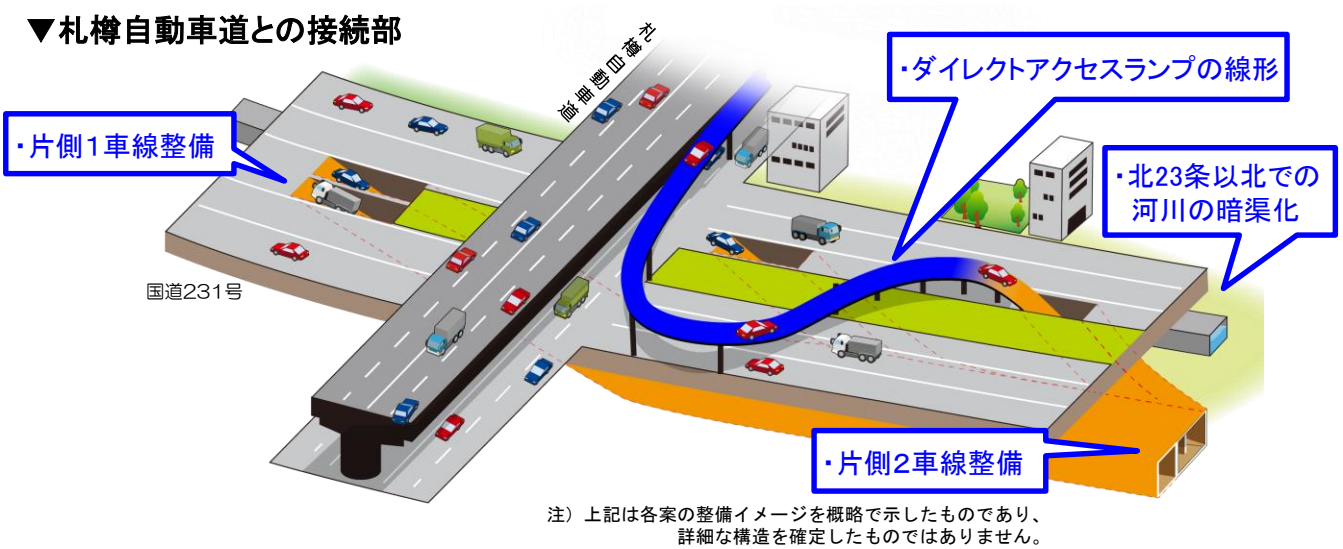 ▼札樽自動車道との接続部
札樽自動車道
・ダイレクトアクセスランプの線形
・片側1車線整備
・北23条以北での
河川の暗渠化
国道231号
・片側2車線整備
注）上記は各案の整備イメージを概略で示したものであり、
詳細な構造を確定したものではありません。